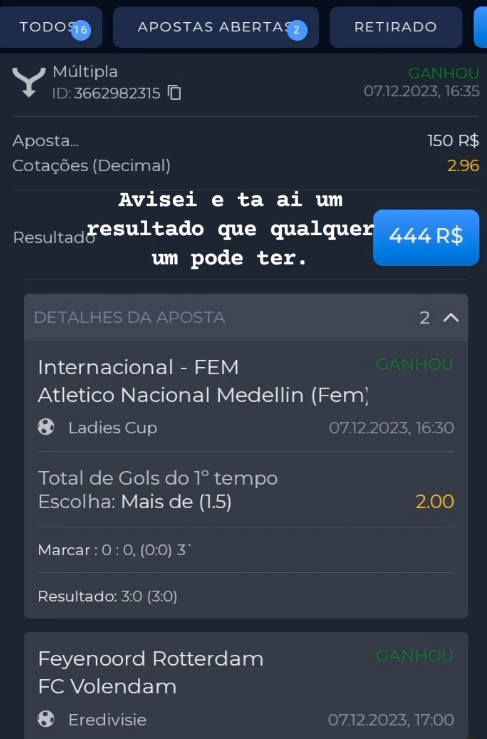 TODOS 16 APOSTAS ABERTAS 2 RETIRADO
Múltipla GANHOU
ID: 3662982315 07.12.2023, 16:35
Aposta... 150 R$
Cotações (Decimal) 2.96
Avisei e ta ai um
resultado que qualquer
um pode ter.
Resultado 444 R$
DETALHES DA APOSTA 2
Internacional - FEM GANHOU
Atletico Nacional Medellin (Fem)
Ladies Cup 07.12.2023, 16:30
Total de Gols do 1º tempo
Escolha: Mais de (1.5) 2.00
Marcar : 0 : 0, (0:0) 3`
Resultado: 3:0 (3:0)
Feyenoord Rotterdam GANHOU
FC Volendam
Eredivisie 07.12.2023, 17:00